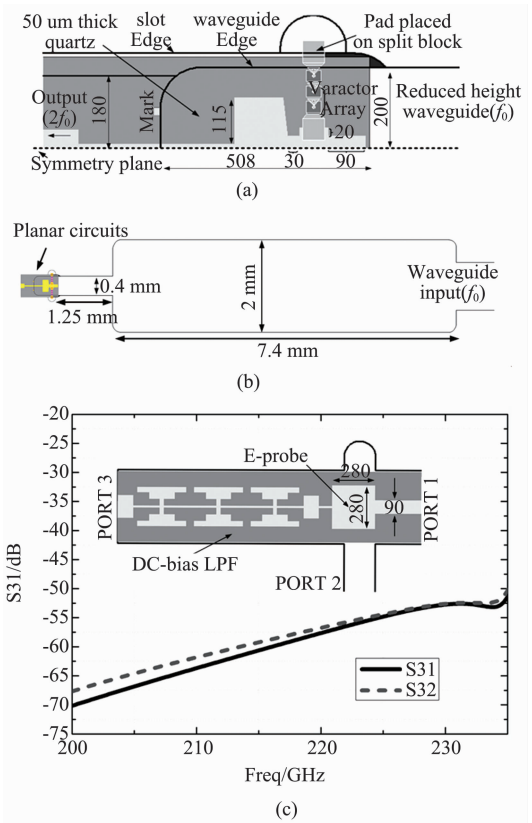 50 um thick quartz
slot Edge
waveguide Edge
Pad placed on split block
Output (2f0)
180
Mark
115
Varactor Array
20
200
Reduced height waveguide(f0)
Symmetry plane
508
30
90
(a)
Planar circuits
0.4 mm
1.25 mm
2 mm
7.4 mm
Waveguide input(f0)
(b)
S31/dB
-20
-25
-30
-35
-40
-45
-50
-55
-60
-65
-70
-75
PORT 3
E-probe
280
280
90
PORT 1
DC-bias LPF
PORT 2
S31
S32
200
210
220
230
Freq/GHz
(c)